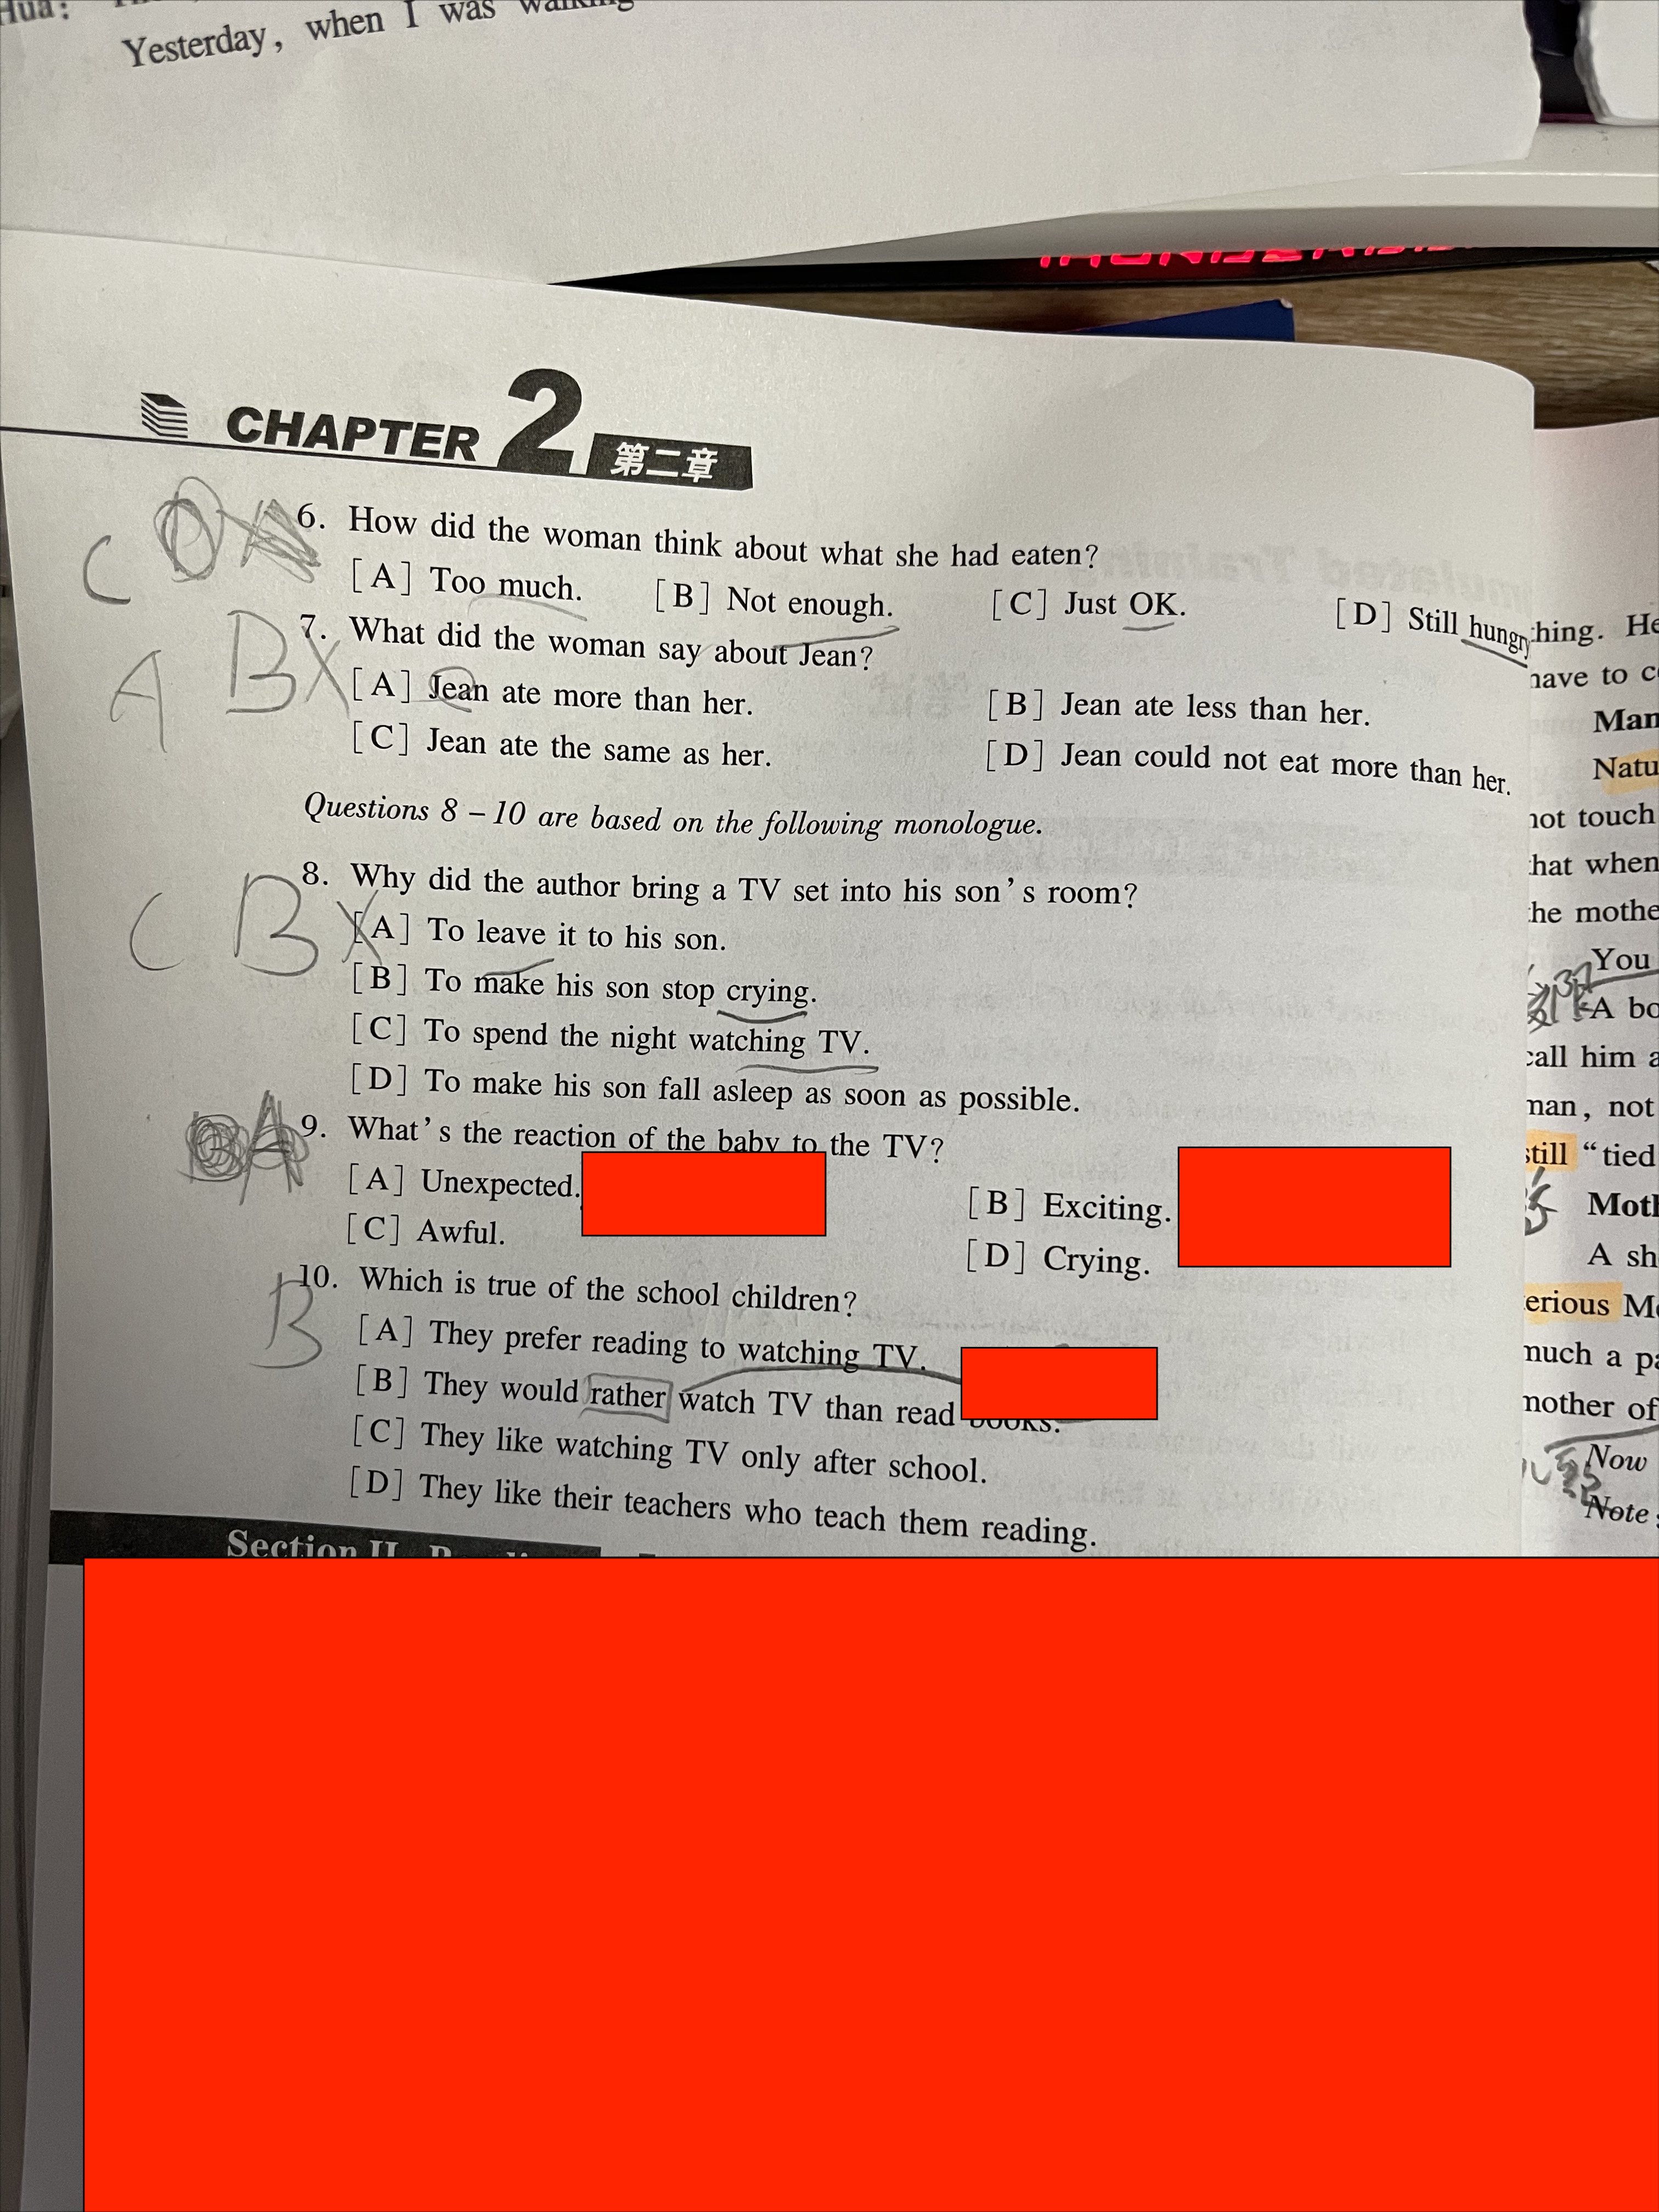 Hua:
Yesterday, when I was walking
CHAPTER 2 第二章
C
6. How did the woman think about what she had eaten?
[A] Too much. [B] Not enough. [C] Just OK. [D] Still hungry
A BX
7. What did the woman say about Jean?
[A] Jean ate more than her. [B] Jean ate less than her.
[C] Jean ate the same as her. [D] Jean could not eat more than her.
Questions 8 – 10 are based on the following monologue.
C B X
8. Why did the author bring a TV set into his son's room?
[A] To leave it to his son.
[B] To make his son stop crying.
[C] To spend the night watching TV.
[D] To make his son fall asleep as soon as possible.
A
9. What's the reaction of the baby to the TV?
[A] Unexpected. [B] Exciting.
[C] Awful. [D] Crying.
B
10. Which is true of the school children?
[A] They prefer reading to watching TV.
[B] They would rather watch TV than read books.
[C] They like watching TV only after school.
[D] They like their teachers who teach them reading.
Section II
thing. He
have to
Man
Natu
not touch
that when
the mothe
You
A bo
call him a
man, not
still "tied
Moth
A sh
erious Mo
much a pa
mother of
Now
Note: